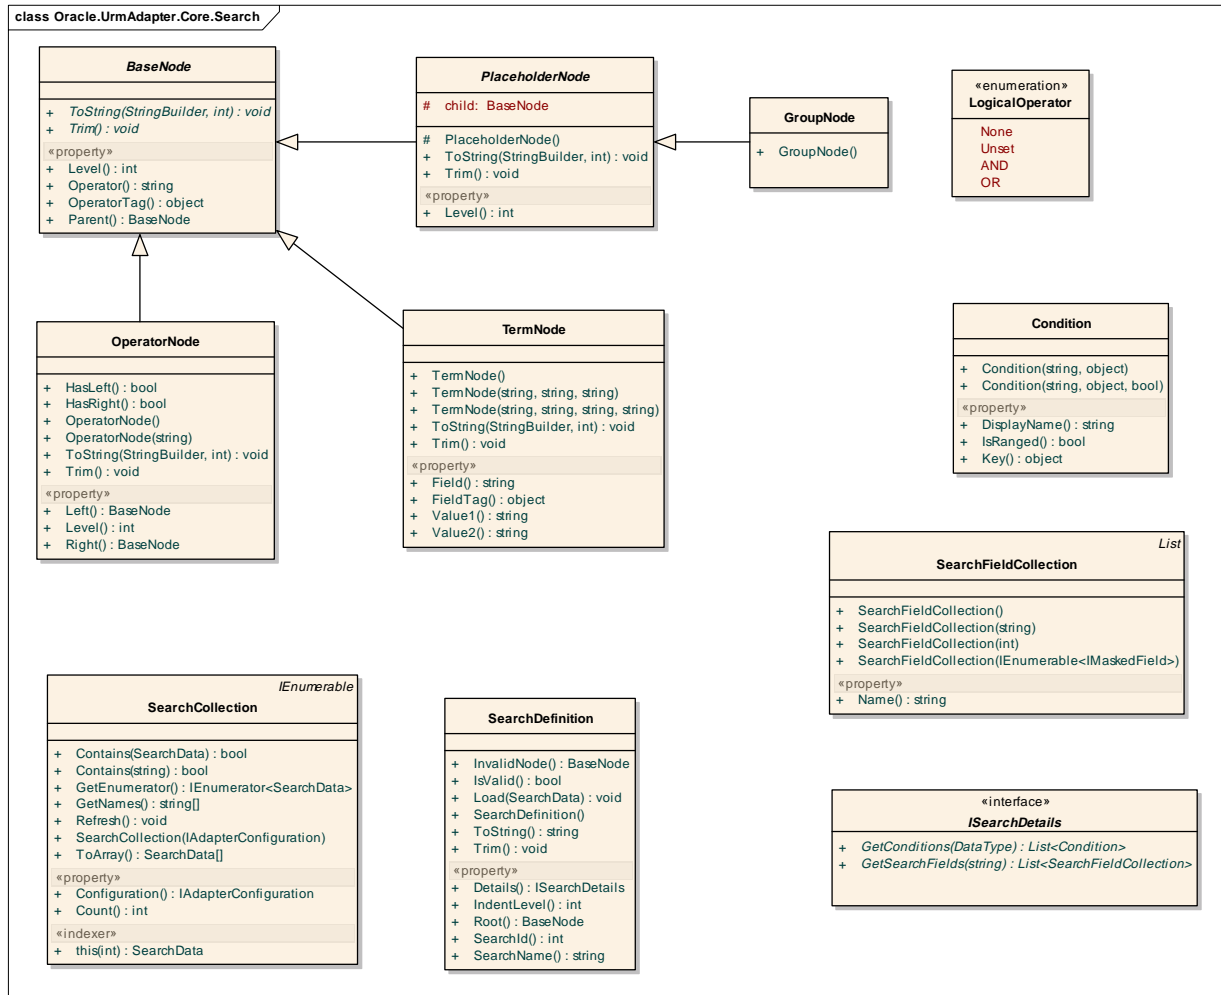 class Oracle.UrmAdapter.Core.Search
BaseNode
+ ToString(StringBuilder, int) : void
+ Trim() : void
«property»
+ Level() : int
+ Operator() : string
+ OperatorTag() : object
+ Parent() : BaseNode
PlaceholderNode
# child: BaseNode
# PlaceholderNode()
+ ToString(StringBuilder, int) : void
+ Trim() : void
«property»
+ Level() : int
GroupNode
+ GroupNode()
«enumeration»
LogicalOperator
None
Unset
AND
OR
OperatorNode
+ HasLeft() : bool
+ HasRight() : bool
+ OperatorNode()
+ OperatorNode(string)
+ ToString(StringBuilder, int) : void
+ Trim() : void
«property»
+ Left() : BaseNode
+ Level() : int
+ Right() : BaseNode
TermNode
+ TermNode()
+ TermNode(string, string, string)
+ TermNode(string, string, string, string)
+ ToString(StringBuilder, int) : void
+ Trim() : void
«property»
+ Field() : string
+ FieldTag() : object
+ Value1() : string
+ Value2() : string
Condition
+ Condition(string, object)
+ Condition(string, object, bool)
«property»
+ DisplayName() : string
+ IsRanged() : bool
+ Key() : object
List
SearchFieldCollection
+ SearchFieldCollection()
+ SearchFieldCollection(string)
+ SearchFieldCollection(int)
+ SearchFieldCollection(IEnumerable<IMaskedField>)
«property»
+ Name() : string
IEnumerable
SearchCollection
+ Contains(SearchData) : bool
+ Contains(string) : bool
+ GetEnumerator() : IEnumerator<SearchData>
+ GetNames() : string[]
+ Refresh() : void
+ SearchCollection(IAdapterConfiguration)
+ ToArray() : SearchData[]
«property»
+ Configuration() : IAdapterConfiguration
+ Count() : int
«indexer»
+ this(int) : SearchData
SearchDefinition
+ InvalidNode() : BaseNode
+ IsValid() : bool
+ Load(SearchData) : void
+ SearchDefinition()
+ ToString() : string
+ Trim() : void
«property»
+ Details() : ISearchDetails
+ IndentLevel() : int
+ Root() : BaseNode
+ SearchId() : int
+ SearchName() : string
«interface»
ISearchDetails
+ GetConditions(DataType) : List<Condition>
+ GetSearchFields(string) : List<SearchFieldCollection>